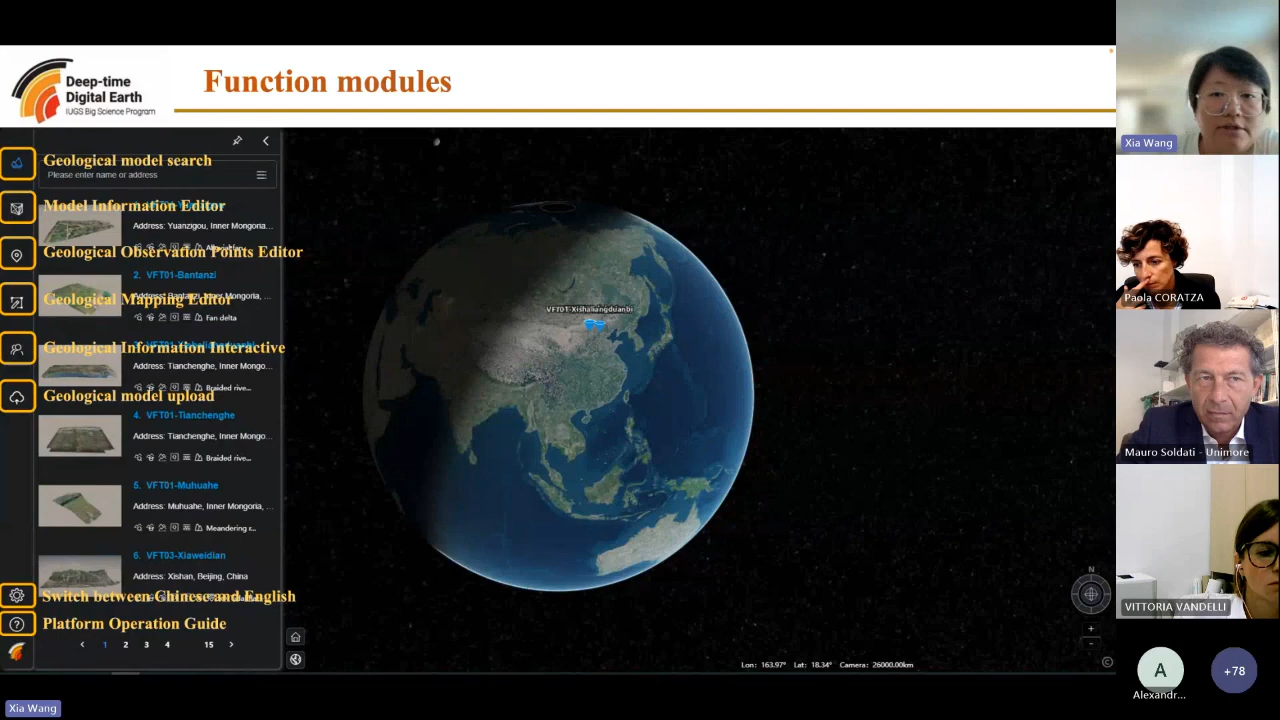 Deep-time
Digital Earth
IUGS Big Science Program
Function modules
Geological model search
Please enter name or address
Model Information Editor
Address: Yuanzigou, Inner Mongoria...
Geological Observation Points Editor
2. VFT01-Bantanzi
Geological Mapping Editor
Fan delta
Geological Information Interactive
Address: Tianchenghe, Inner Mongo...
Braided rive...
Geological model upload
4. VFT01-Tianchenghe
Address: Tianchenghe, Inner Mongo...
Braided rive...
5. VFT01-Muhuahe
Address: Muhuahe, Inner Mongoria, ...
Meandering r...
6. VFT03-Xiaweidian
Address: Xishan, Beijing, China
Switch between Chinese and English
Platform Operation Guide
1 2 3 4 15
VFT01-Xishaliangduanbi
N
Lon: 163.97° Lat: 18.34° Camera: 26000.00km
Xia Wang
Xia Wang
Paola CORATZA
Mauro Soldati - Unimore
VITTORIA VANDELLI
A
Alexandr...
+78